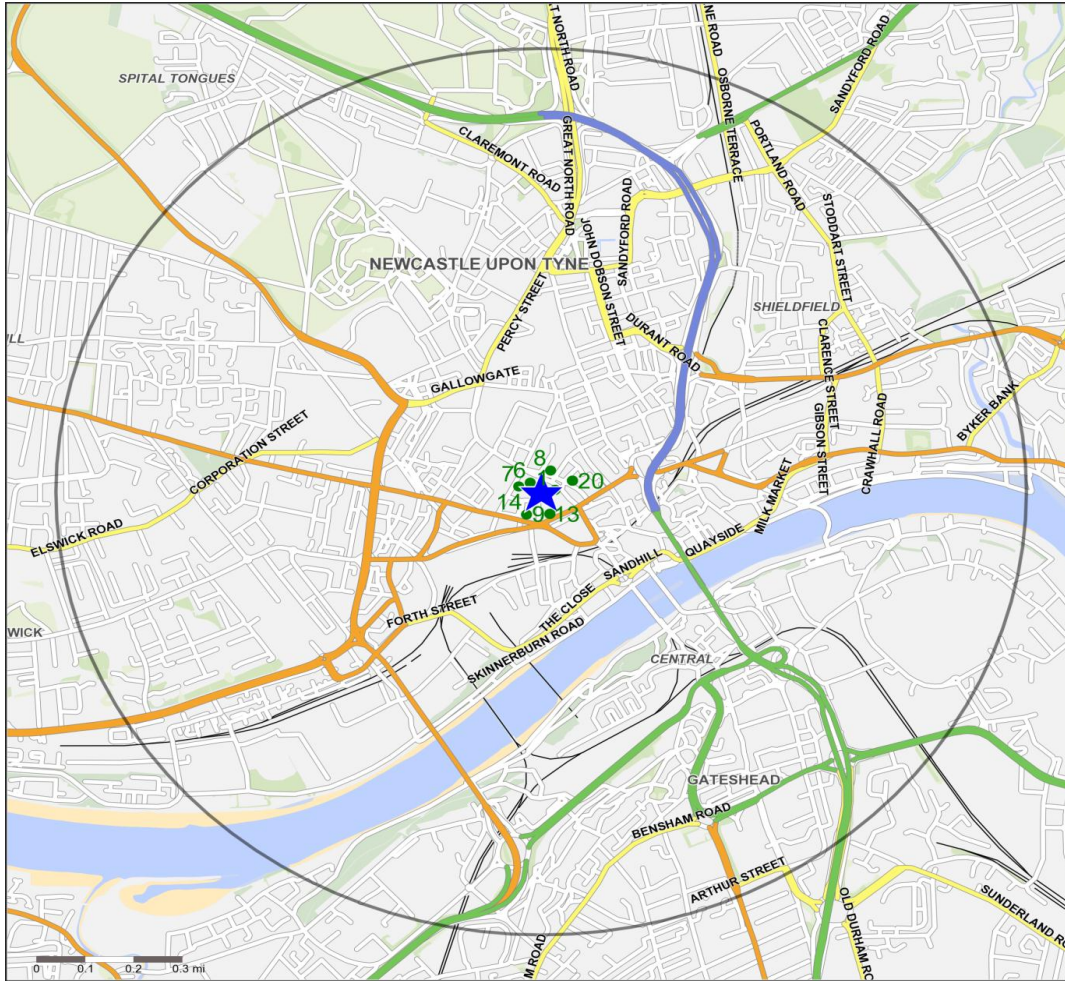 NE ROAD
T NORTH ROAD
SANDYFORD ROAD
OSBORNE TERRACE
SPITAL TONGUES
CLAREMONT ROAD
GREAT NORTH ROAD
PORTLAND ROAD
SANDYFORD ROAD
STODDART STREET
JOHN DOBSON STREET
NEWCASTLE UPON TYNE
PERCY STREET
SHIELDFIELD
DURANT ROAD
CLARENCE STREET
ILL
GALLOWGATE
BYKER BANK
CORPORATION STREET
GIBSON STREET
CRAWHALL ROAD
8
76
20
MILK MARKET
14
9
13
ELSWICK ROAD
QUAYSIDE
SANDHILL
THE CLOSE
FORTH STREET
WICK
SKINNERBURN ROAD
CENTRAL
GATESHEAD
BENSHAM ROAD
ARTHUR STREET
OLD DURHAM RO
SUNDERLAND RO
M ROAD
0 0.1 0.2 0.3 mi